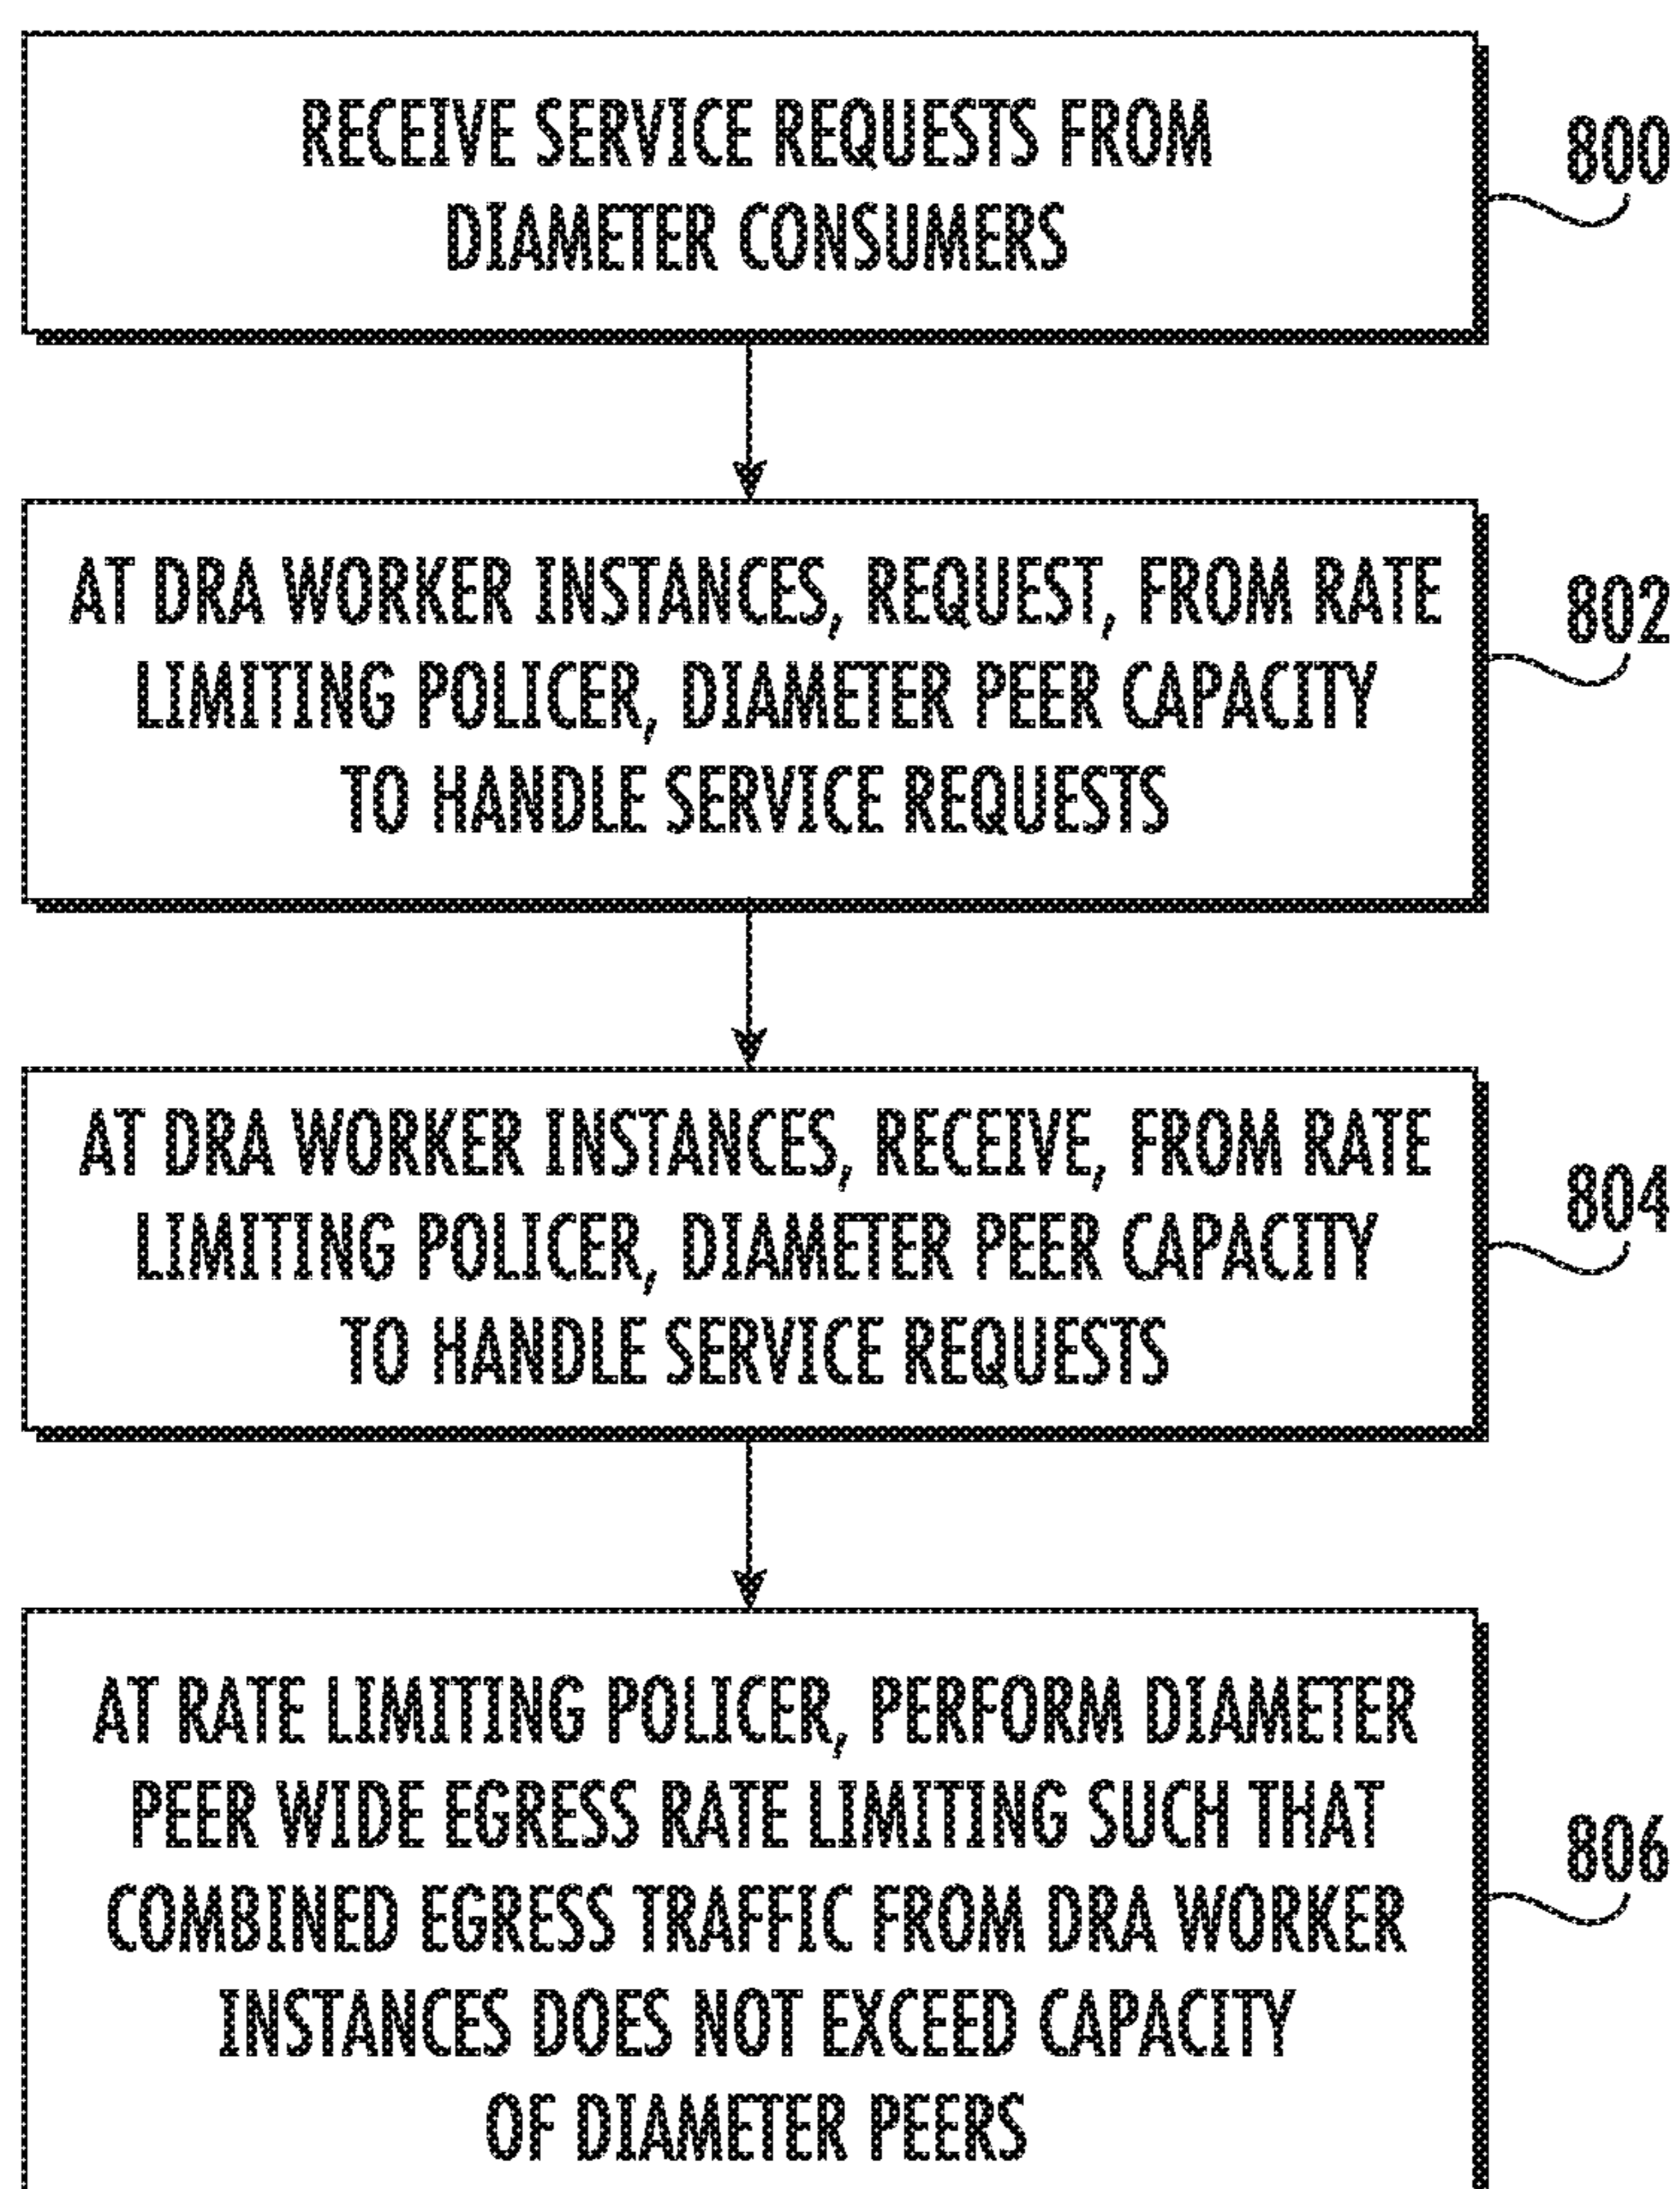 RECEIVE SERVICE REQUESTS FROM
DIAMETER CONSUMERS
800
AT DRA WORKER INSTANCES, REQUEST, FROM RATE
LIMITING POLICER, DIAMETER PEER CAPACITY
TO HANDLE SERVICE REQUESTS
802
AT DRA WORKER INSTANCES, RECEIVE, FROM RATE
LIMITING POLICER, DIAMETER PEER CAPACITY
TO HANDLE SERVICE REQUESTS
804
AT RATE LIMITING POLICER, PERFORM DIAMETER
PEER WIDE EGRESS RATE LIMITING SUCH THAT
COMBINED EGRESS TRAFFIC FROM DRA WORKER
INSTANCES DOES NOT EXCEED CAPACITY
OF DIAMETER PEERS
806